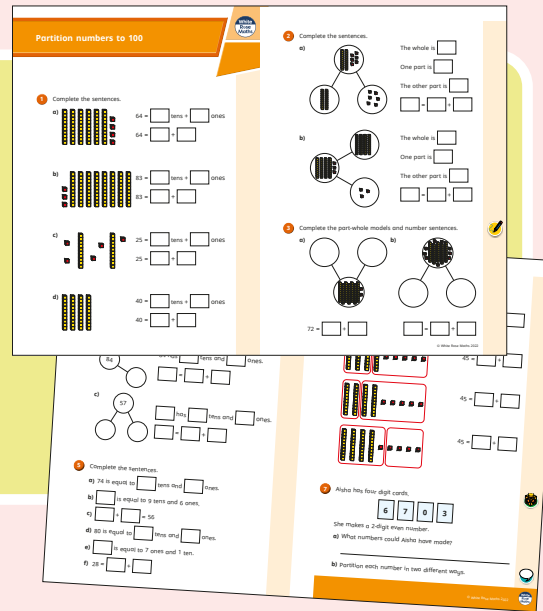 Partition numbers to 100
White
Rose
Maths
1 Complete the sentences.
a)
64 = tens + ones
64 = +
b)
83 = tens + ones
83 = +
c)
25 = tens + ones
25 = +
d)
40 = tens + ones
40 = +
2 Complete the sentences.
a)
The whole is
One part is
The other part is
= +
b)
The whole is
One part is
The other part is
= +
3 Complete the part-whole models and number sentences.
a) b)
72 = + = +
© White Rose Maths 2022
84
tens and ones.
= +
c)
57
has tens and ones.
= +
5 Complete the sentences.
a) 74 is equal to tens and ones.
b) is equal to 9 tens and 6 ones.
c) + = 56
d) 80 is equal to tens and ones.
e) is equal to 7 ones and 1 ten.
f) 28 = +
45 = +
45 = +
45 = +
7 Aisha has four digit cards.
6 7 0 3
She makes a 2-digit even number.
a) What numbers could Aisha have made?
b) Partition each number in two different ways.